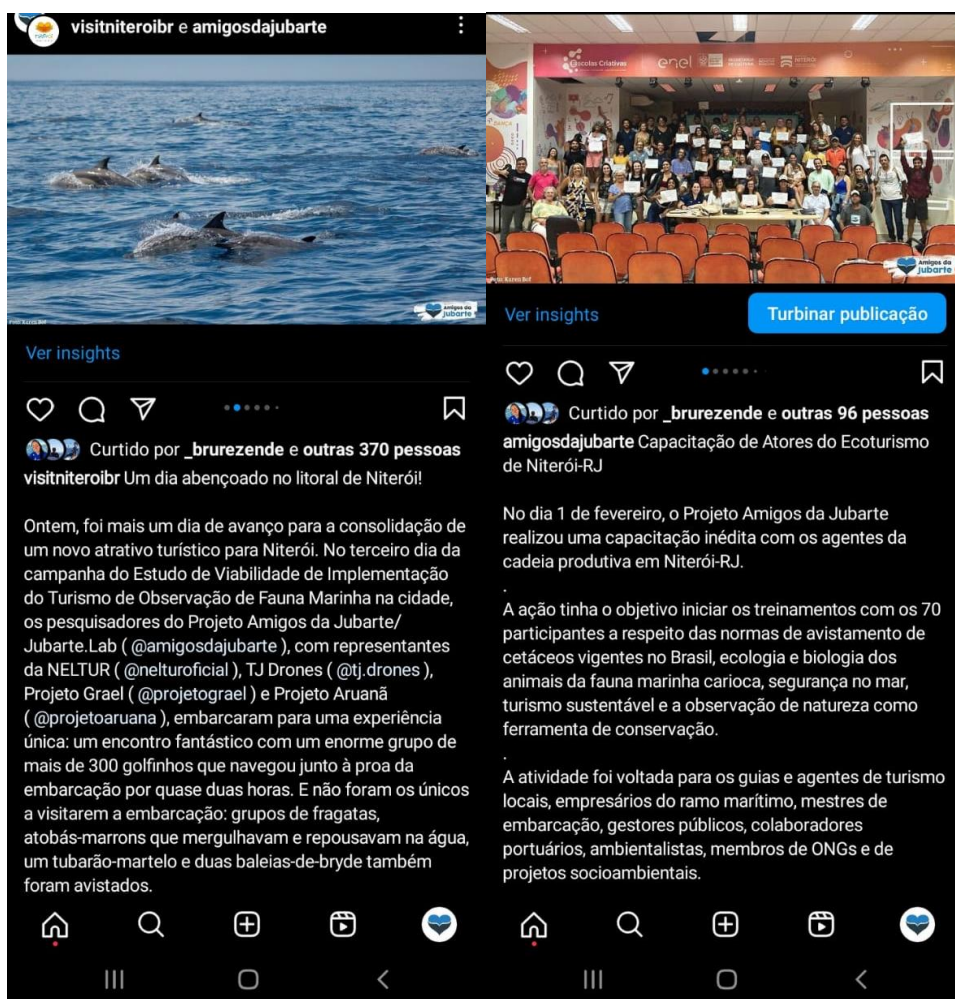 visitniteroibr e amigosdajubarte
Amigos da
Jubarte
Foto: Karen Bof
Ver insights
Curtido por _brurezende e outras 370 pessoas
visitniteroibr Um dia abençoado no litoral de Niterói!
Ontem, foi mais um dia de avanço para a consolidação de
um novo atrativo turístico para Niterói. No terceiro dia da
campanha do Estudo de Viabilidade de Implementação
do Turismo de Observação de Fauna Marinha na cidade,
os pesquisadores do Projeto Amigos da Jubarte/
Jubarte.Lab ( @amigosdajubarte ), com representantes
da NELTUR ( @nelturoficial ), TJ Drones ( @tj.drones ),
Projeto Grael ( @projetograel ) e Projeto Aruanã
( @projetoaruana ), embarcaram para uma experiência
única: um encontro fantástico com um enorme grupo de
mais de 300 golfinhos que navegou junto à proa da
embarcação por quase duas horas. E não foram os únicos
a visitarem a embarcação: grupos de fragatas,
atobás-marrons que mergulhavam e repousavam na água,
um tubarão-martelo e duas baleias-de-bryde também
foram avistados.
Escolas Criativas
enel
NITERÓI
Amigos da
Jubarte
Foto: Karen Bof
Ver insights
Turbinar publicação
Curtido por _brurezende e outras 96 pessoas
amigosdajubarte Capacitação de Atores do Ecoturismo
de Niterói-RJ
No dia 1 de fevereiro, o Projeto Amigos da Jubarte
realizou uma capacitação inédita com os agentes da
cadeia produtiva em Niterói-RJ.
.
A ação tinha o objetivo iniciar os treinamentos com os 70
participantes a respeito das normas de avistamento de
cetáceos vigentes no Brasil, ecologia e biologia dos
animais da fauna marinha carioca, segurança no mar,
turismo sustentável e a observação de natureza como
ferramenta de conservação.
.
A atividade foi voltada para os guias e agentes de turismo
locais, empresários do ramo marítimo, mestres de
embarcação, gestores públicos, colaboradores
portuários, ambientalistas, membros de ONGs e de
projetos socioambientais.